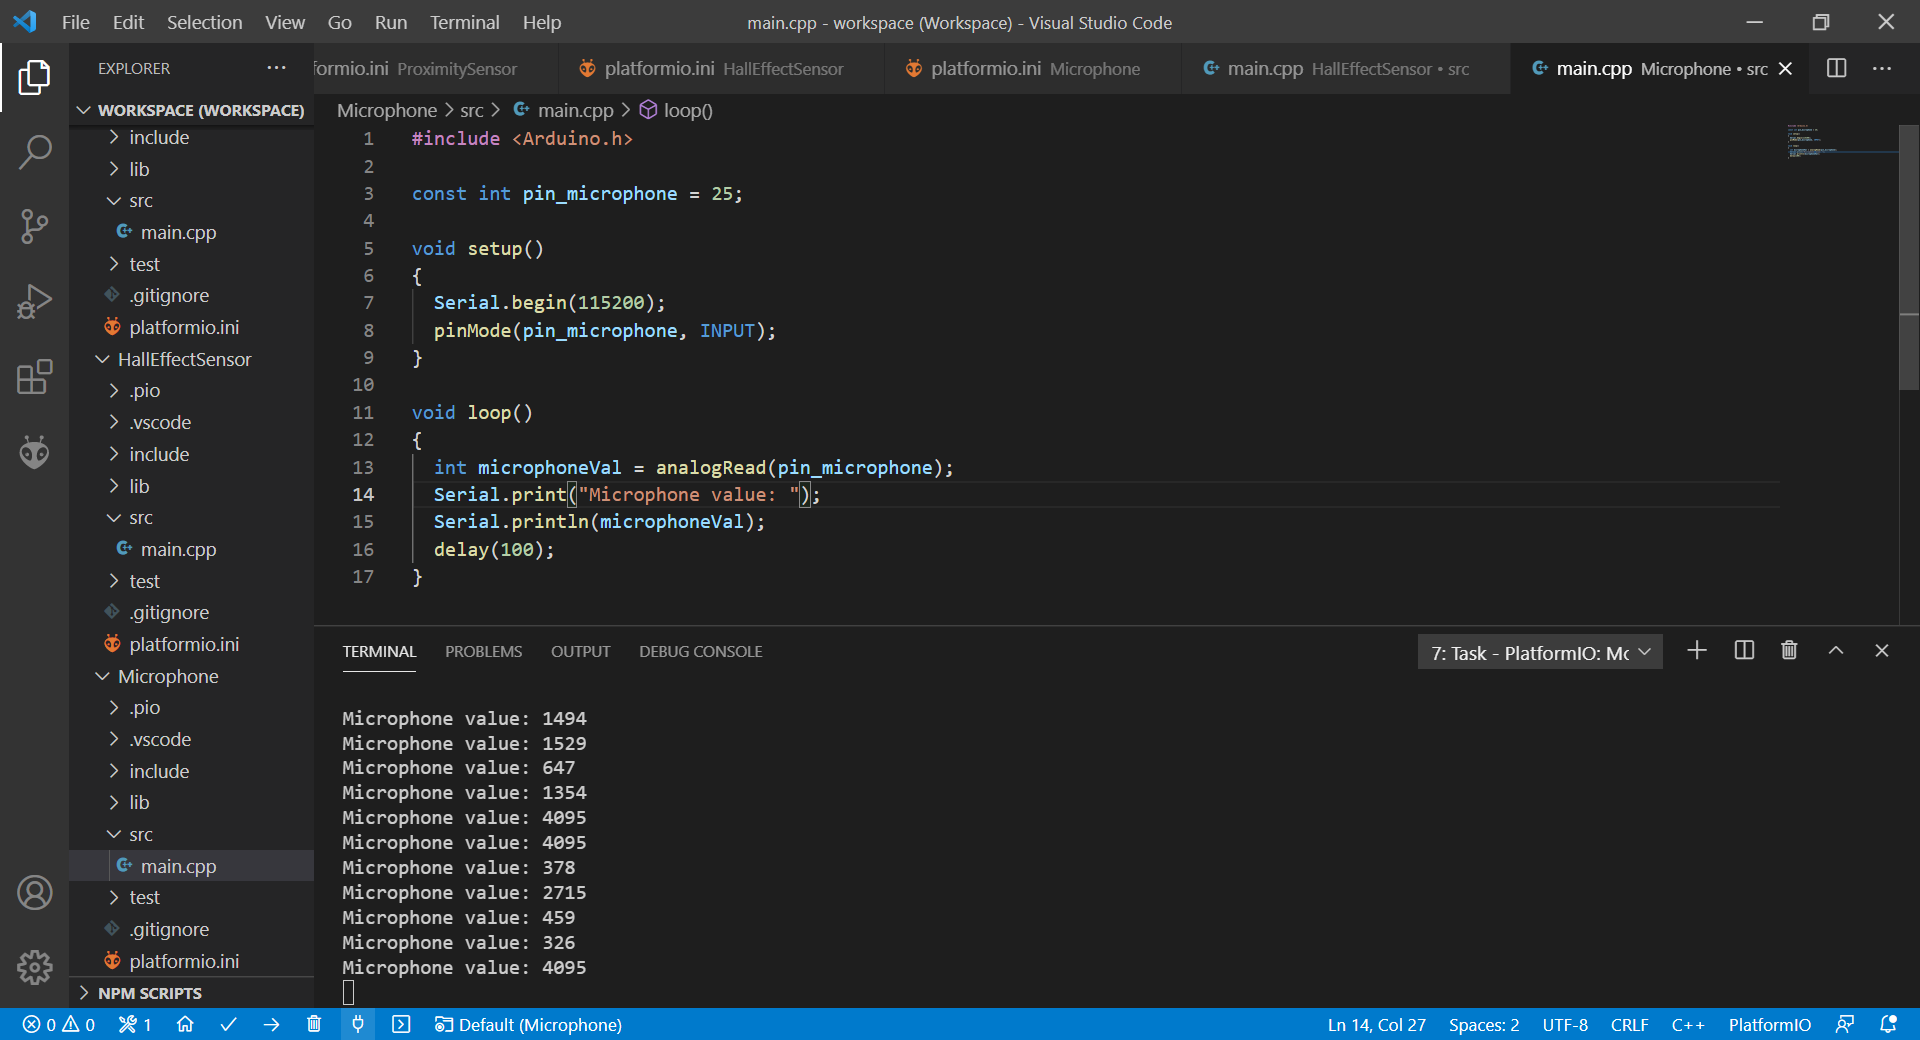 File Edit Selection View Go Run Terminal Help
main.cpp - workspace (Workspace) - Visual Studio Code
EXPLORER
WORKSPACE (WORKSPACE)
include
lib
src
main.cpp
test
.gitignore
platformio.ini
HallEffectSensor
.pio
.vscode
include
lib
src
main.cpp
test
.gitignore
platformio.ini
Microphone
.pio
.vscode
include
lib
src
main.cpp
test
.gitignore
platformio.ini
NPM SCRIPTS
formio.ini ProximitySensor
platformio.ini HallEffectSensor
platformio.ini Microphone
main.cpp HallEffectSensor • src
main.cpp Microphone • src
Microphone > src > main.cpp > loop()
1 #include <Arduino.h>
2
3 const int pin_microphone = 25;
4
5 void setup()
6 {
7 Serial.begin(115200);
8 pinMode(pin_microphone, INPUT);
9 }
10
11 void loop()
12 {
13 int microphoneVal = analogRead(pin_microphone);
14 Serial.print("Microphone value: ");
15 Serial.println(microphoneVal);
16 delay(100);
17 }
TERMINAL PROBLEMS OUTPUT DEBUG CONSOLE
7: Task - PlatformIO: Mc
Microphone value: 1494
Microphone value: 1529
Microphone value: 647
Microphone value: 1354
Microphone value: 4095
Microphone value: 4095
Microphone value: 378
Microphone value: 2715
Microphone value: 459
Microphone value: 326
Microphone value: 4095
0 0 1 Default (Microphone)
Ln 14, Col 27 Spaces: 2 UTF-8 CRLF C++ PlatformIO